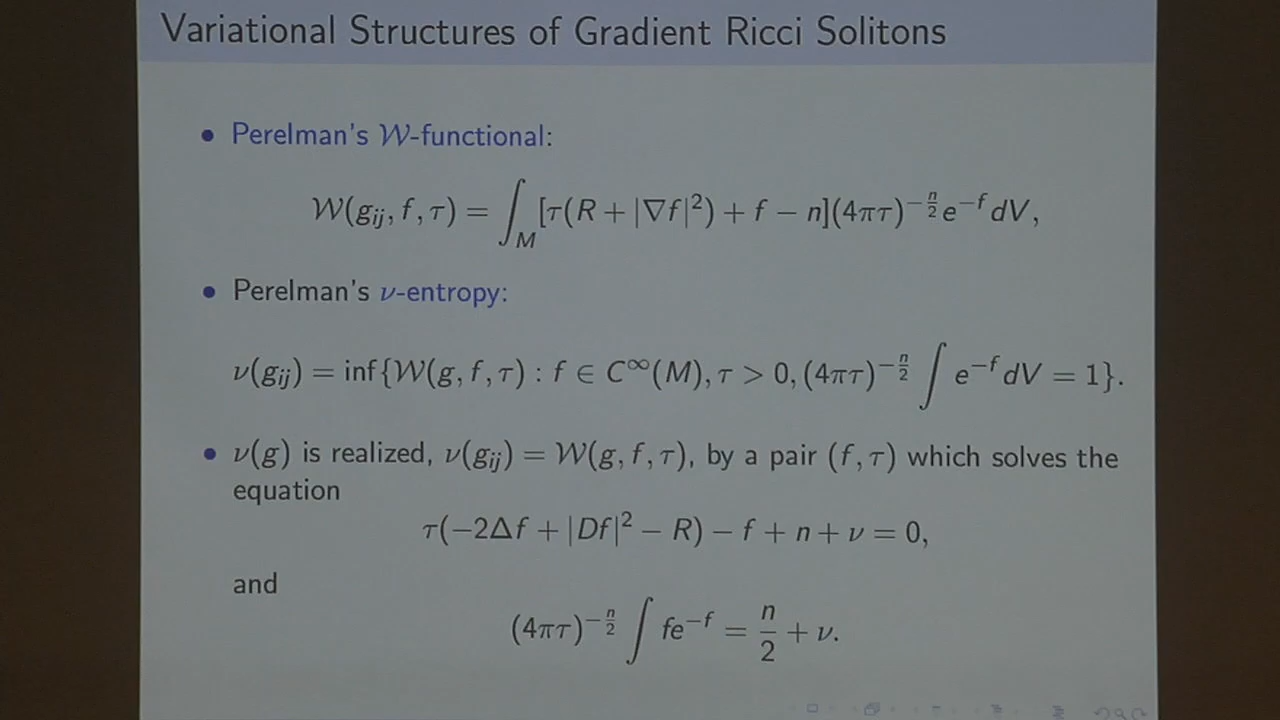 Variational Structures of Gradient Ricci Solitons
• Perelman's 𝒲-functional:
𝒲(g_{ij}, f, τ) = ∫_M [τ(R + |∇f|²) + f − n](4πτ)^{−n/2} e^{−f} dV,
• Perelman's ν-entropy:
ν(g_{ij}) = inf{𝒲(g, f, τ) : f ∈ C^∞(M), τ > 0, (4πτ)^{−n/2} ∫ e^{−f} dV = 1}.
• ν(g) is realized, ν(g_{ij}) = 𝒲(g, f, τ), by a pair (f, τ) which solves the
equation
τ(−2Δf + |Df|² − R) − f + n + ν = 0,
and
(4πτ)^{−n/2} ∫ fe^{−f} = n/2 + ν.